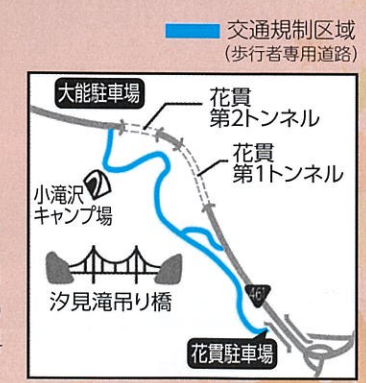 交通規制区域
(歩行者専用道路)
大能駐車場
花貫
第2トンネル
花貫
第1トンネル
小滝沢
キャンプ場
汐見滝吊り橋
461
花貫駐車場